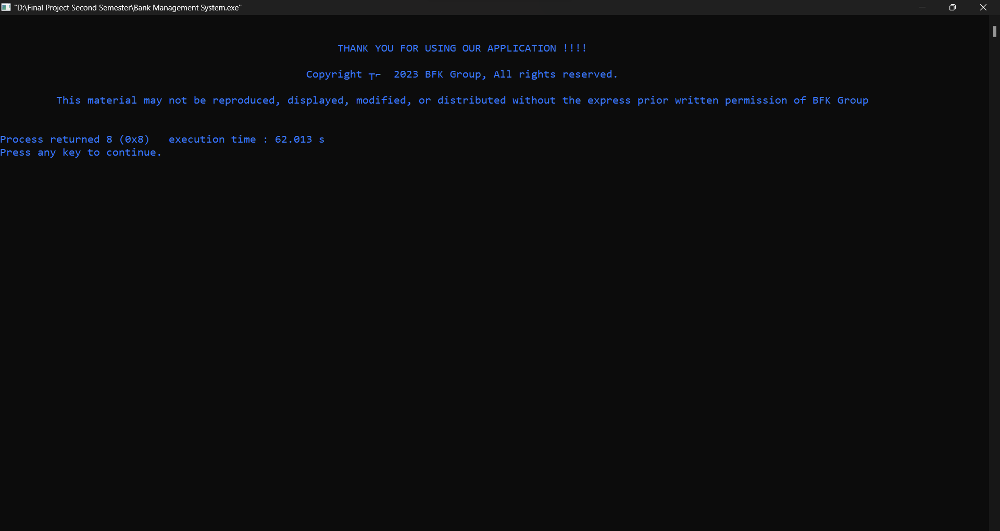 "D:\Final Project Second Semester\Bank Management System.exe"
THANK YOU FOR USING OUR APPLICATION !!!!
Copyright ┬⌐ 2023 BFK Group, All rights reserved.
This material may not be reproduced, displayed, modified, or distributed without the express prior written permission of BFK Group
Process returned 8 (0x8)   execution time : 62.013 s
Press any key to continue.